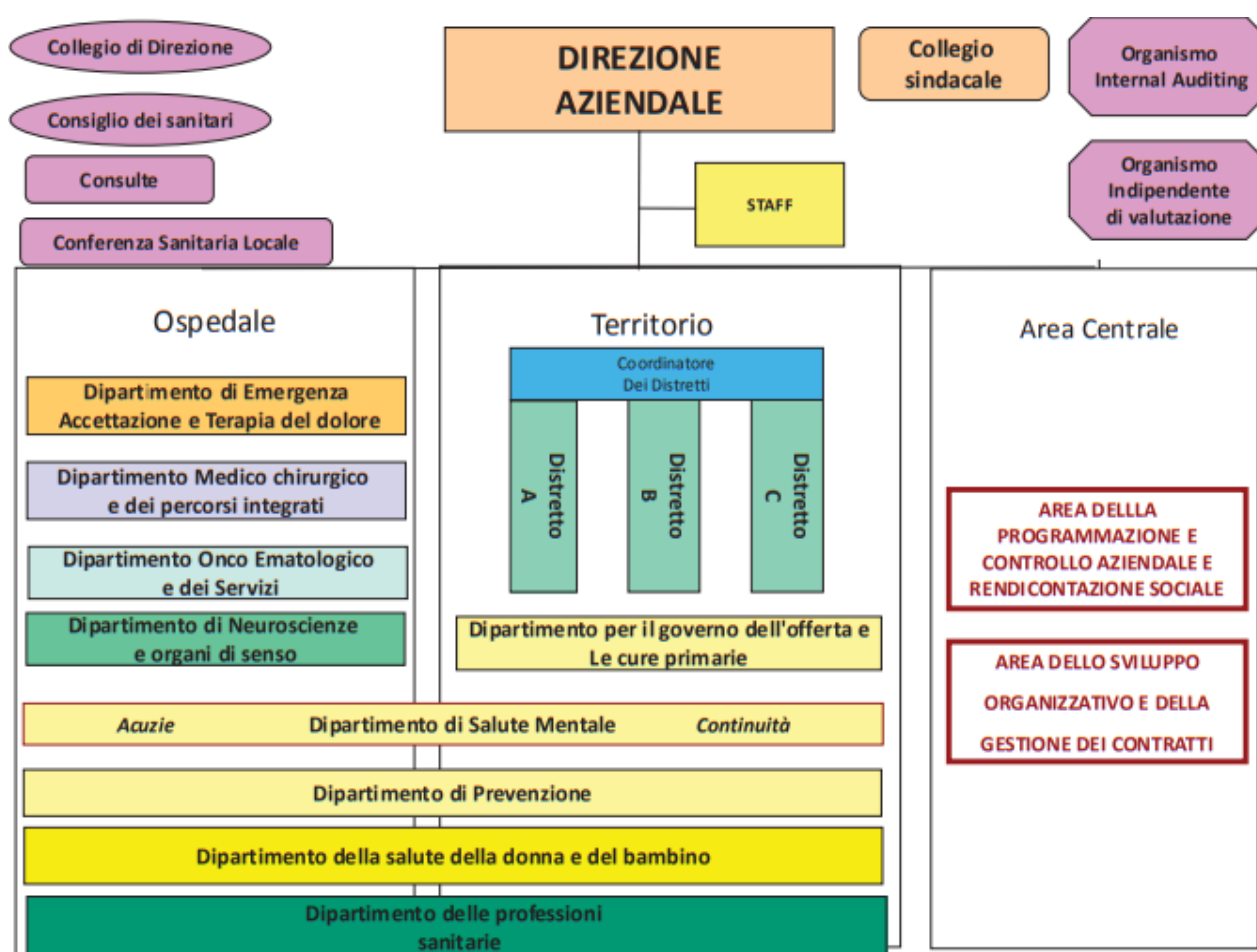 Collegio di Direzione
Consiglio dei sanitari
Consulte
Conferenza Sanitaria Locale
DIREZIONE
AZIENDALE
STAFF
Collegio
sindacale
Organismo
Internal Auditing
Organismo
Indipendente
di valutazione
Ospedale
Dipartimento di Emergenza
Accettazione e Terapia del dolore
Dipartimento Medico chirurgico
e dei percorsi integrati
Dipartimento Onco Ematologico
e dei Servizi
Dipartimento di Neuroscienze
e organi di senso
Territorio
Coordinatore
Dei Distretti
Distretto
A
Distretto
B
Distretto
C
Dipartimento per il governo dell'offerta e
Le cure primarie
Acuzie Dipartimento di Salute Mentale Continuità
Dipartimento di Prevenzione
Dipartimento della salute della donna e del bambino
Dipartimento delle professioni
sanitarie
Area Centrale
AREA DELLLA
PROGRAMMAZIONE E
CONTROLLO AZIENDALE E
RENDICONTAZIONE SOCIALE
AREA DELLO SVILUPPO
ORGANIZZATIVO E DELLA
GESTIONE DEI CONTRATTI